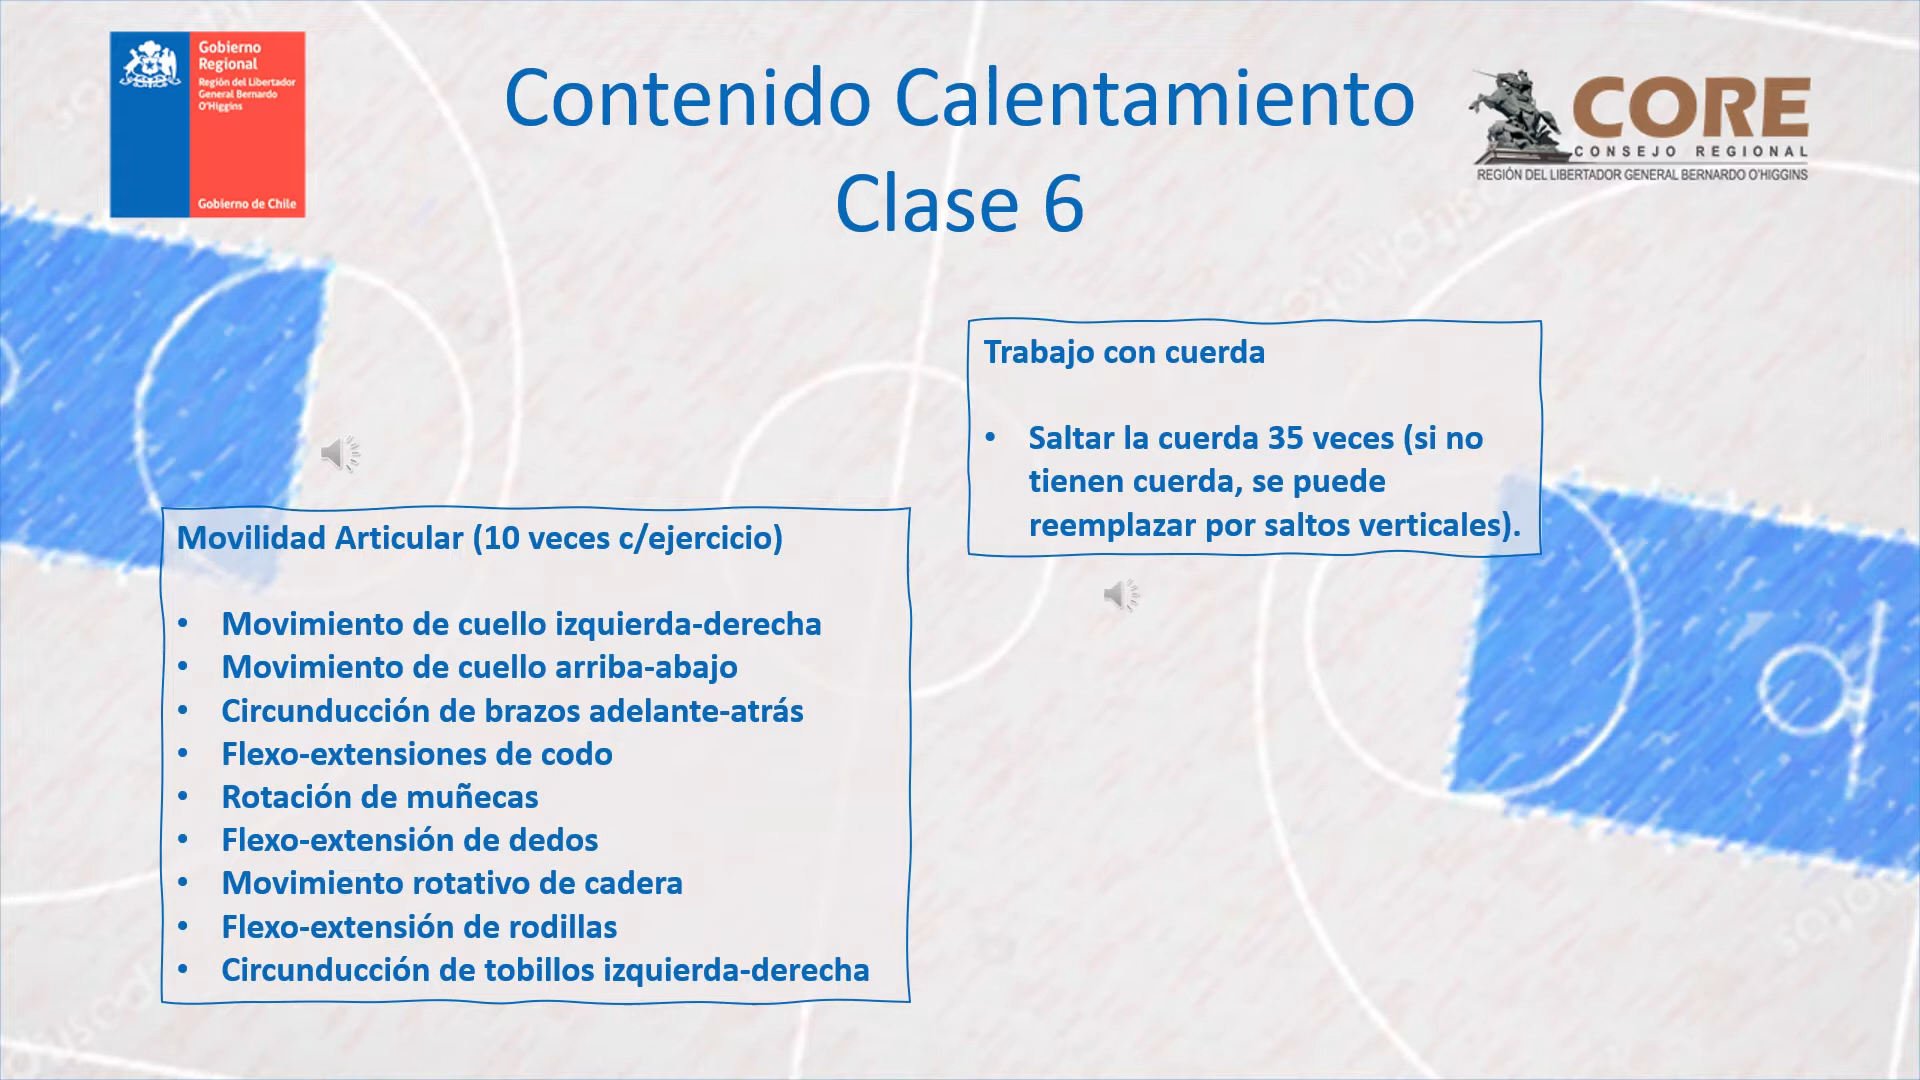 Gobierno
Regional
Región del Libertador
General Bernardo
O'Higgins
Gobierno de Chile
Contenido Calentamiento
Clase 6
CORE
CONSEJO REGIONAL
REGIÓN DEL LIBERTADOR GENERAL BERNARDO O'HIGGINS
Trabajo con cuerda
• Saltar la cuerda 35 veces (si no
tienen cuerda, se puede
reemplazar por saltos verticales).
Movilidad Articular (10 veces c/ejercicio)
• Movimiento de cuello izquierda-derecha
• Movimiento de cuello arriba-abajo
• Circunducción de brazos adelante-atrás
• Flexo-extensiones de codo
• Rotación de muñecas
• Flexo-extensión de dedos
• Movimiento rotativo de cadera
• Flexo-extensión de rodillas
• Circunducción de tobillos izquierda-derecha